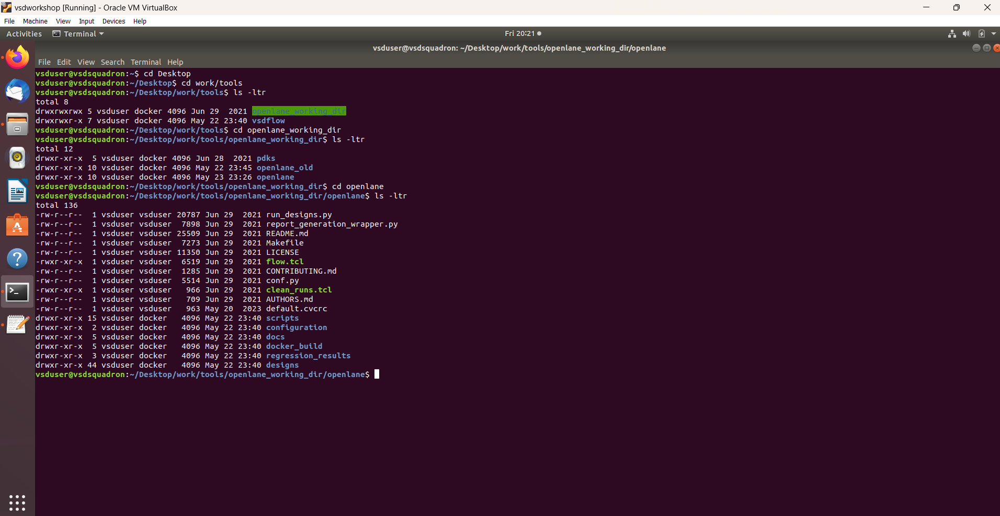 vsdworkshop [Running] - Oracle VM VirtualBox
File Machine View Input Devices Help
Activities Terminal Fri 20:21
vsduser@vsdsquadron: ~/Desktop/work/tools/openlane_working_dir/openlane
File Edit View Search Terminal Help
vsduser@vsdsquadron:~$ cd Desktop
vsduser@vsdsquadron:~/Desktop$ cd work/tools
vsduser@vsdsquadron:~/Desktop/work/tools$ ls -ltr
total 8
drwxrwxrwx 5 vsduser docker 4096 Jun 29  2021 openlane_working_dir
drwxrwxr-x 7 vsduser docker 4096 May 22 23:40 vsdflow
vsduser@vsdsquadron:~/Desktop/work/tools$ cd openlane_working_dir
vsduser@vsdsquadron:~/Desktop/work/tools/openlane_working_dir$ ls -ltr
total 12
drwxr-xr-x  5 vsduser docker 4096 Jun 28  2021 pdks
drwxr-xr-x 10 vsduser docker 4096 May 22 23:45 openlane_old
drwxr-xr-x 10 vsduser docker 4096 May 23 23:26 openlane
vsduser@vsdsquadron:~/Desktop/work/tools/openlane_working_dir$ cd openlane
vsduser@vsdsquadron:~/Desktop/work/tools/openlane_working_dir/openlane$ ls -ltr
total 136
-rw-r--r--  1 vsduser vsduser 20787 Jun 29  2021 run_designs.py
-rw-r--r--  1 vsduser vsduser  7898 Jun 29  2021 report_generation_wrapper.py
-rw-r--r--  1 vsduser vsduser 25509 Jun 29  2021 README.md
-rw-r--r--  1 vsduser vsduser  7273 Jun 29  2021 Makefile
-rw-r--r--  1 vsduser vsduser 11350 Jun 29  2021 LICENSE
-rwxr-xr-x  1 vsduser vsduser  6519 Jun 29  2021 flow.tcl
-rw-r--r--  1 vsduser vsduser  1285 Jun 29  2021 CONTRIBUTING.md
-rw-r--r--  1 vsduser vsduser  5514 Jun 29  2021 conf.py
-rwxr-xr-x  1 vsduser vsduser   966 Jun 29  2021 clean_runs.tcl
-rw-r--r--  1 vsduser vsduser   709 Jun 29  2021 AUTHORS.md
-rw-r--r--  1 vsduser vsduser   963 May 20  2023 default.cvcrc
drwxr-xr-x 15 vsduser docker   4096 May 22 23:40 scripts
drwxr-xr-x  2 vsduser docker   4096 May 22 23:40 configuration
drwxr-xr-x  5 vsduser docker   4096 May 22 23:40 docs
drwxr-xr-x  5 vsduser docker   4096 May 22 23:40 docker_build
drwxr-xr-x  3 vsduser docker   4096 May 22 23:40 regression_results
drwxr-xr-x 44 vsduser docker   4096 May 22 23:40 designs
vsduser@vsdsquadron:~/Desktop/work/tools/openlane_working_dir/openlane$